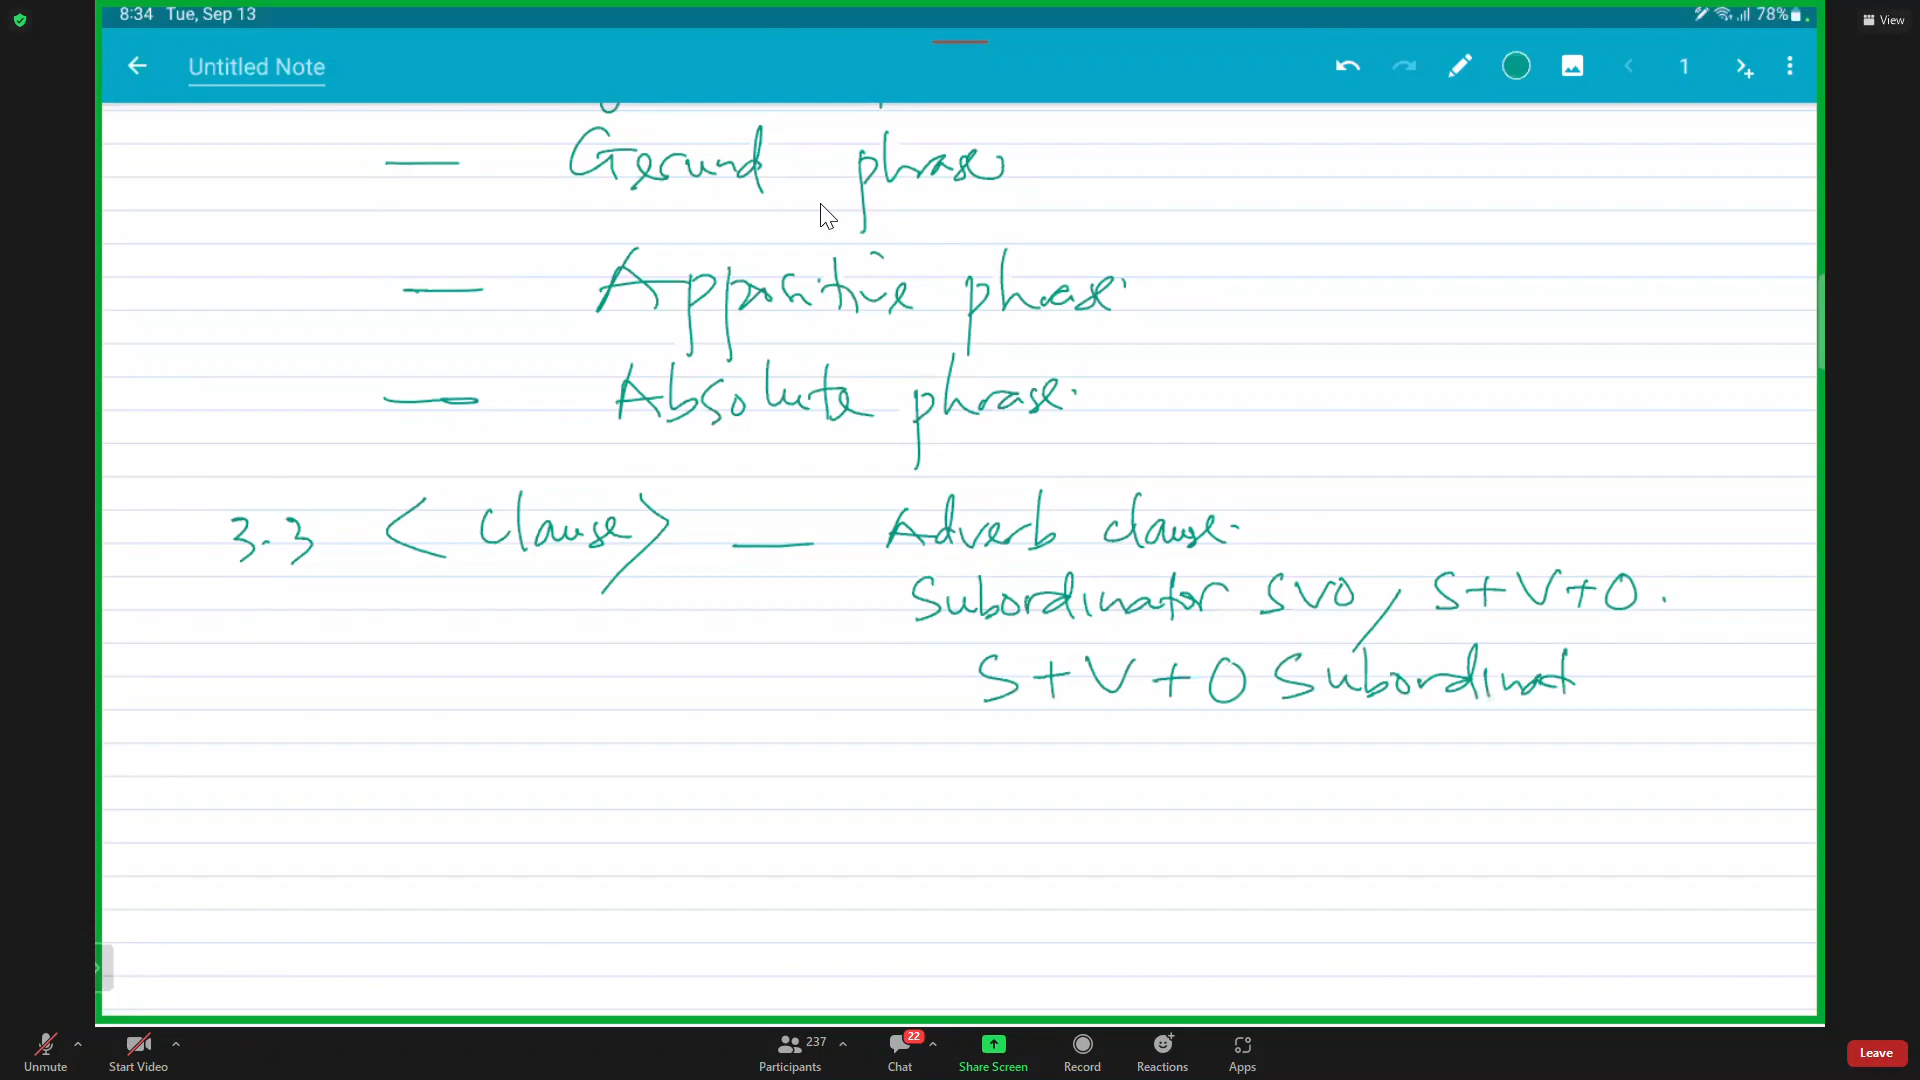 8:34 Tue, Sep 13
78%
View
Untitled Note
1
— Gerund phrase
— Appositive phrase.
— Absolute phrase.
3.3 < Clause > — Adverb clause.
Subordinator SVO, S+V+O.
S+V+O Subordinat
Unmute
Start Video
237
Participants
22
Chat
Share Screen
Record
Reactions
Apps
Leave